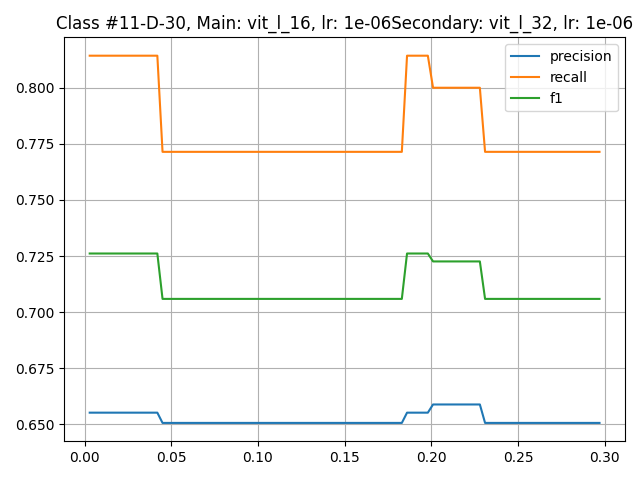 Class #11-D-30, Main: vit_l_16, lr: 1e-06Secondary: vit_l_32, lr: 1e-06
precision
recall
f1
0.800
0.775
0.750
0.725
0.700
0.675
0.650
0.00 0.05 0.10 0.15 0.20 0.25 0.30